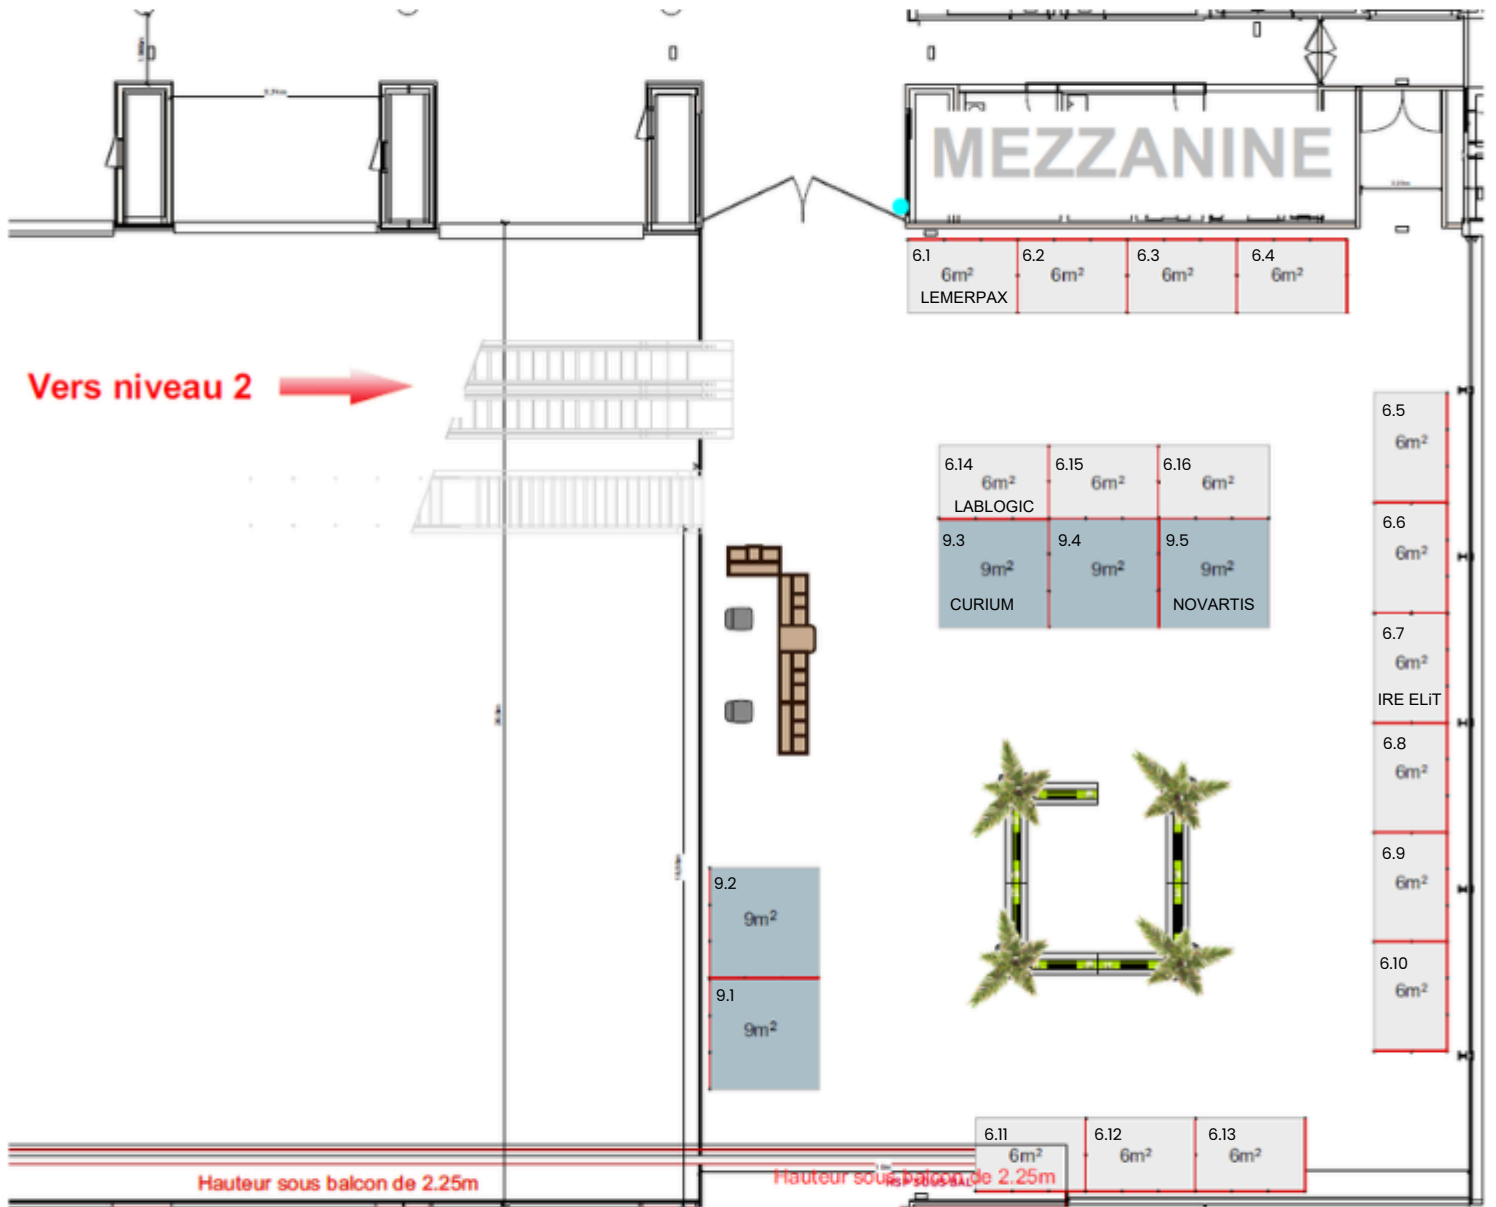 MEZZANINE
6.1
6m²
LEMERPAX
6.2
6m²
6.3
6m²
6.4
6m²
Vers niveau 2
6.5
6m²
6.14
6m²
LABLOGIC
6.15
6m²
6.16
6m²
6.6
6m²
9.3
9m²
CURIUM
9.4
9m²
9.5
9m²
NOVARTIS
6.7
6m²
IRE ELiT
6.8
6m²
6.9
6m²
9.2
9m²
6.10
6m²
9.1
9m²
6.11
6m²
6.12
6m²
6.13
6m²
Hauteur sous balcon de 2.25m
Hauteur sous balcon de 2.25m